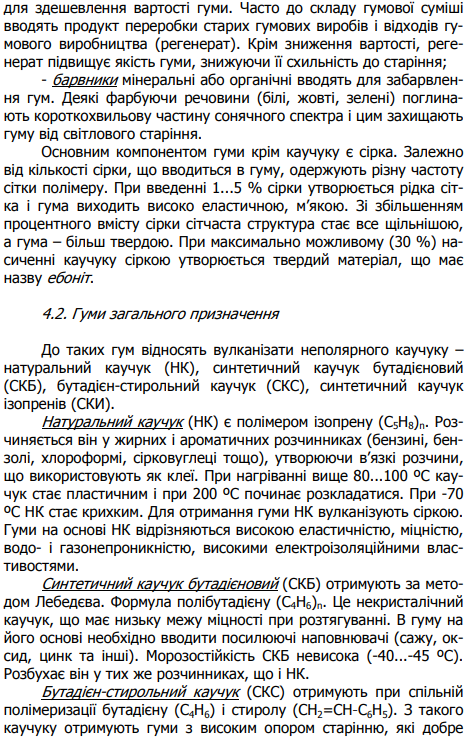 для здешевлення вартості гуми. Часто до складу гумової суміші
вводять продукт переробки старих гумових виробів і відходів гу-
мового виробництва (регенерат). Крім зниження вартості, реге-
нерат підвищує якість гуми, знижуючи її схильність до старіння;
- барвники мінеральні або органічні вводять для забарвлен-
ня гум. Деякі фарбуючі речовини (білі, жовті, зелені) поглина-
ють короткохвильову частину сонячного спектра і цим захищають
гуму від світлового старіння.
Основним компонентом гуми крім каучуку є сірка. Залежно
від кількості сірки, що вводиться в гуму, одержують різну частоту
сітки полімеру. При введенні 1...5 % сірки утворюється рідка сіт-
ка і гума виходить високо еластичною, м’якою. Зі збільшенням
процентного вмісту сірки сітчаста структура стає все щільнішою,
а гума – більш твердою. При максимально можливому (30 %) на-
сиченні каучуку сіркою утворюється твердий матеріал, що має
назву ебоніт.
4.2. Гуми загального призначення
До таких гум відносять вулканізати неполярного каучуку –
натуральний каучук (НК), синтетичний каучук бутадієновий
(СКБ), бутадієн-стирольний каучук (СКС), синтетичний каучук
ізопренів (СКИ).
Натуральний каучук (НК) є полімером ізопрену (C₅H₈)ₙ. Роз-
чиняється він у жирних і ароматичних розчинниках (бензині, бен-
золі, хлороформі, сірковуглеці тощо), утворюючи в’язкі розчини,
що використовують як клеї. При нагріванні вище 80...100 ºС кау-
чук стає пластичним і при 200 ºС починає розкладатися. При -70
ºС НК стає крихким. Для отримання гуми НК вулканізують сіркою.
Гуми на основі НК відрізняються високою еластичністю, міцністю,
водо- і газонепроникністю, високими електроізоляційними влас-
тивостями.
Синтетичний каучук бутадієновий (СКБ) отримують за мето-
дом Лебедєва. Формула полібутадієну (C₄H₆)ₙ. Це некристалічний
каучук, що має низьку межу міцності при розтягуванні. В гуму на
його основі необхідно вводити посилюючі наповнювачі (сажу, ок-
сид, цинк та інші). Морозостійкість СКБ невисока (-40...-45 ºС).
Розбухає він у тих же розчинниках, що і НК.
Бутадієн-стирольний каучук (СКС) отримують при спільній
полімеризації бутадієну (C₄H₆) і стиролу (CH₂=CH-C₆H₅). З такого
каучуку отримують гуми з високим опором старінню, які добре